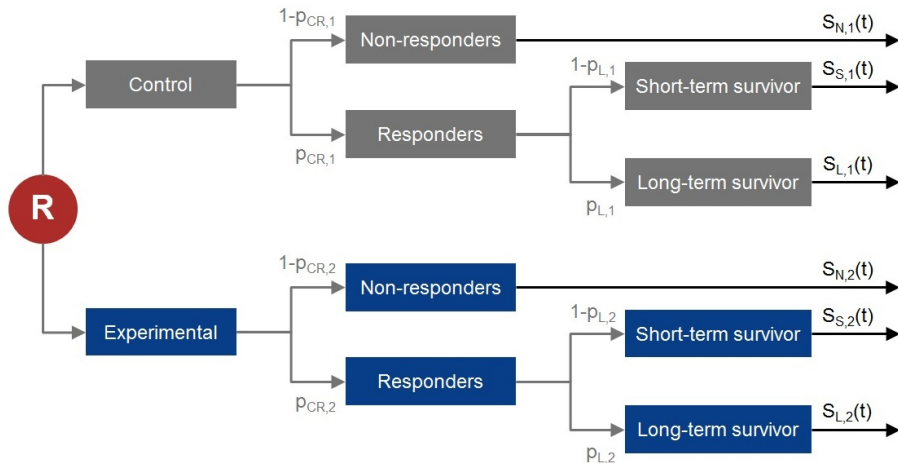 1-pCR,1
Non-responders
SN,1(t)
Control
1-pL,1
Short-term survivor
SS,1(t)
Responders
pCR,1
Long-term survivor
SL,1(t)
pL,1
R
1-pCR,2
Non-responders
SN,2(t)
Experimental
1-pL,2
Short-term survivor
SS,2(t)
Responders
pCR,2
Long-term survivor
SL,2(t)
pL,2